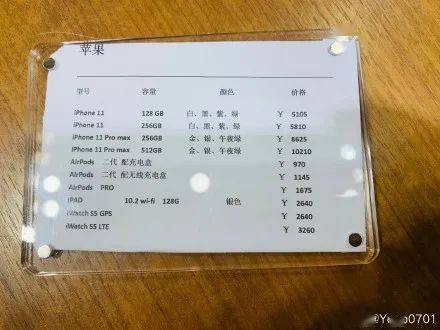 苹果
型号 容量 颜色 价格
iPhone 11 128 GB 白、黑、紫、绿 ￥ 5105
iPhone 11 256GB 白、黑、紫、绿 ￥ 5810
iPhone 11 Pro max 256GB 金、银、午夜绿 ￥ 8625
iPhone 11 Pro max 512GB 金、银、午夜绿 ￥ 10210
AirPods 二代 配充电盒 ￥ 970
AirPods 二代 配无线充电盒 ￥ 1145
AirPods PRO ￥ 1675
iPAD 10.2 wi-fi 128G 银色 ￥ 2640
iWatch S5 GPS ￥ 2640
iWatch S5 LTE ￥ 3260